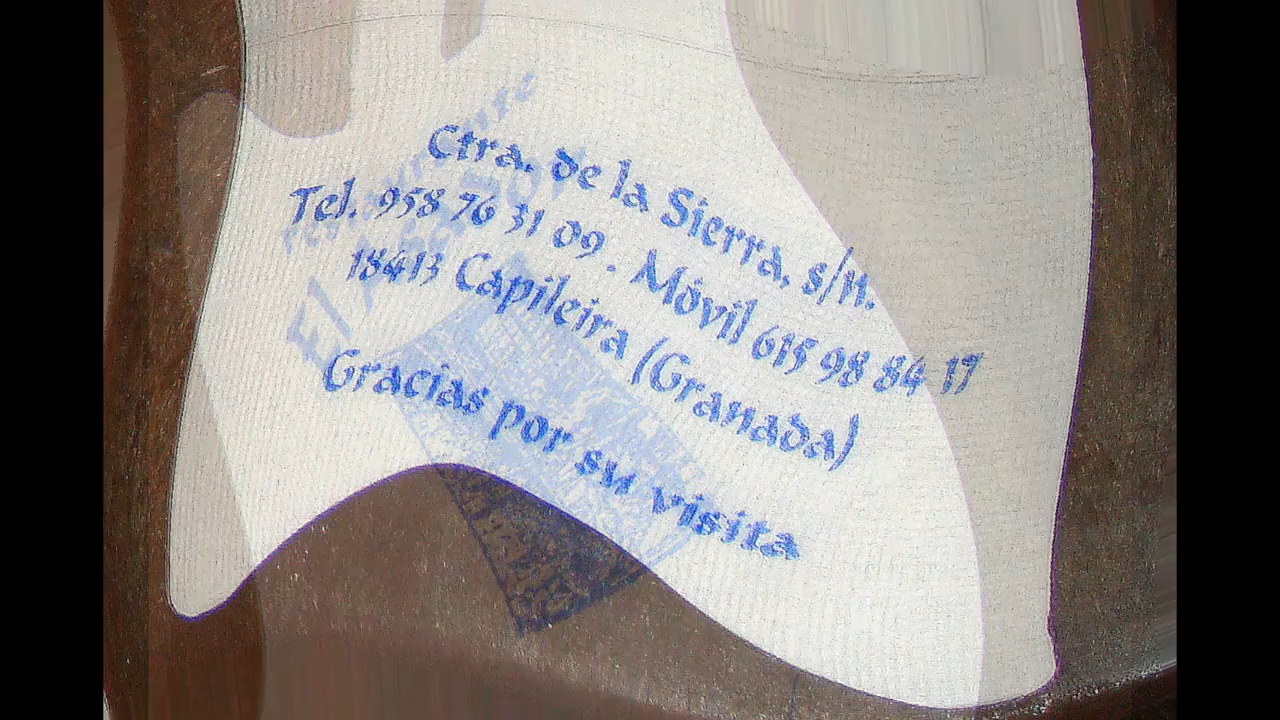 Ctra. de la Sierra, s/n.
Tel. 958 76 31 09. Móvil 615 98 84 17
18413 Capileira (Granada)
Gracias por su visita